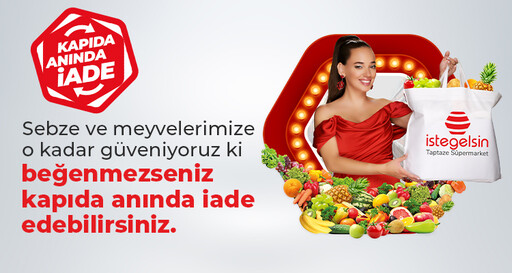 KAPIDA
ANINDA
İADE
Sebze ve meyvelerimize
o kadar güveniyoruz ki
beğenmezseniz
kapıda anında iade
edebilirsiniz.
istegelsin
Taptaze Süpermarket